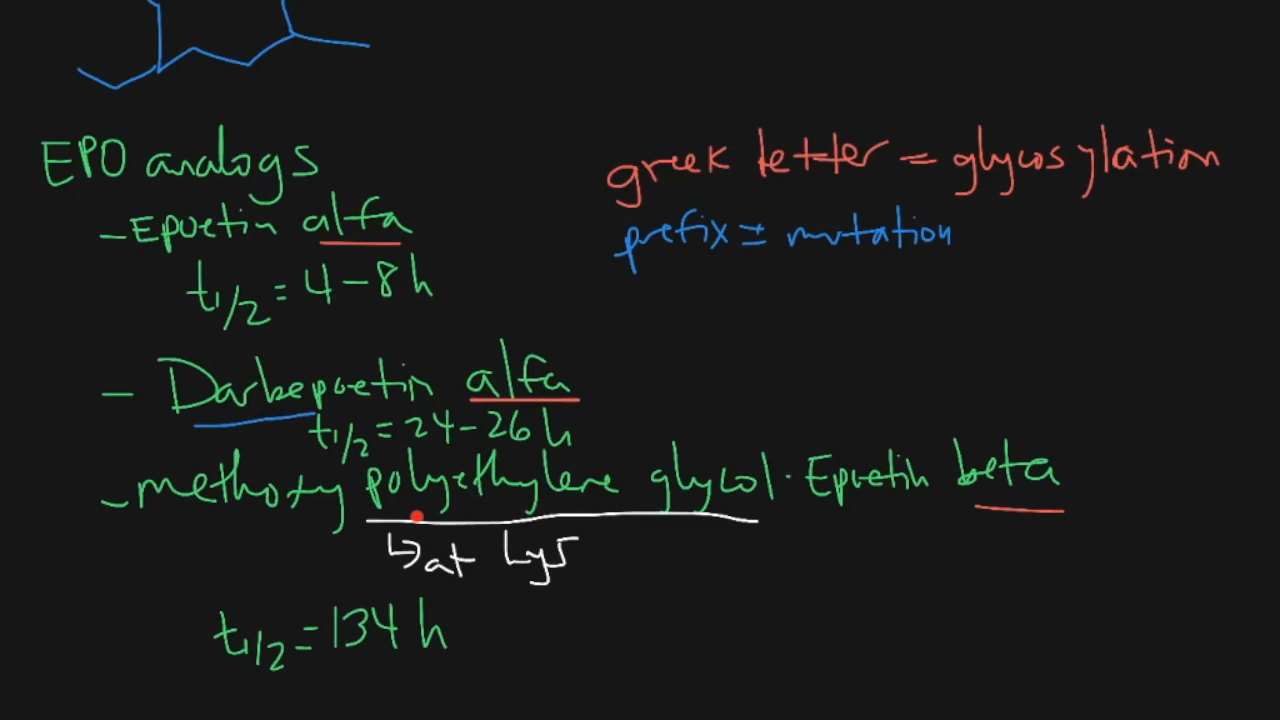 EPO analogs
greek letter = glycosylation
- Epoetin alfa
prefix = mutation
t1/2 = 4-8 h
- Darbepoetin alfa
t1/2 = 24-26 h
- methoxy polyethylene glycol · Epoetin beta
↳ at Lys
t1/2 = 134 h